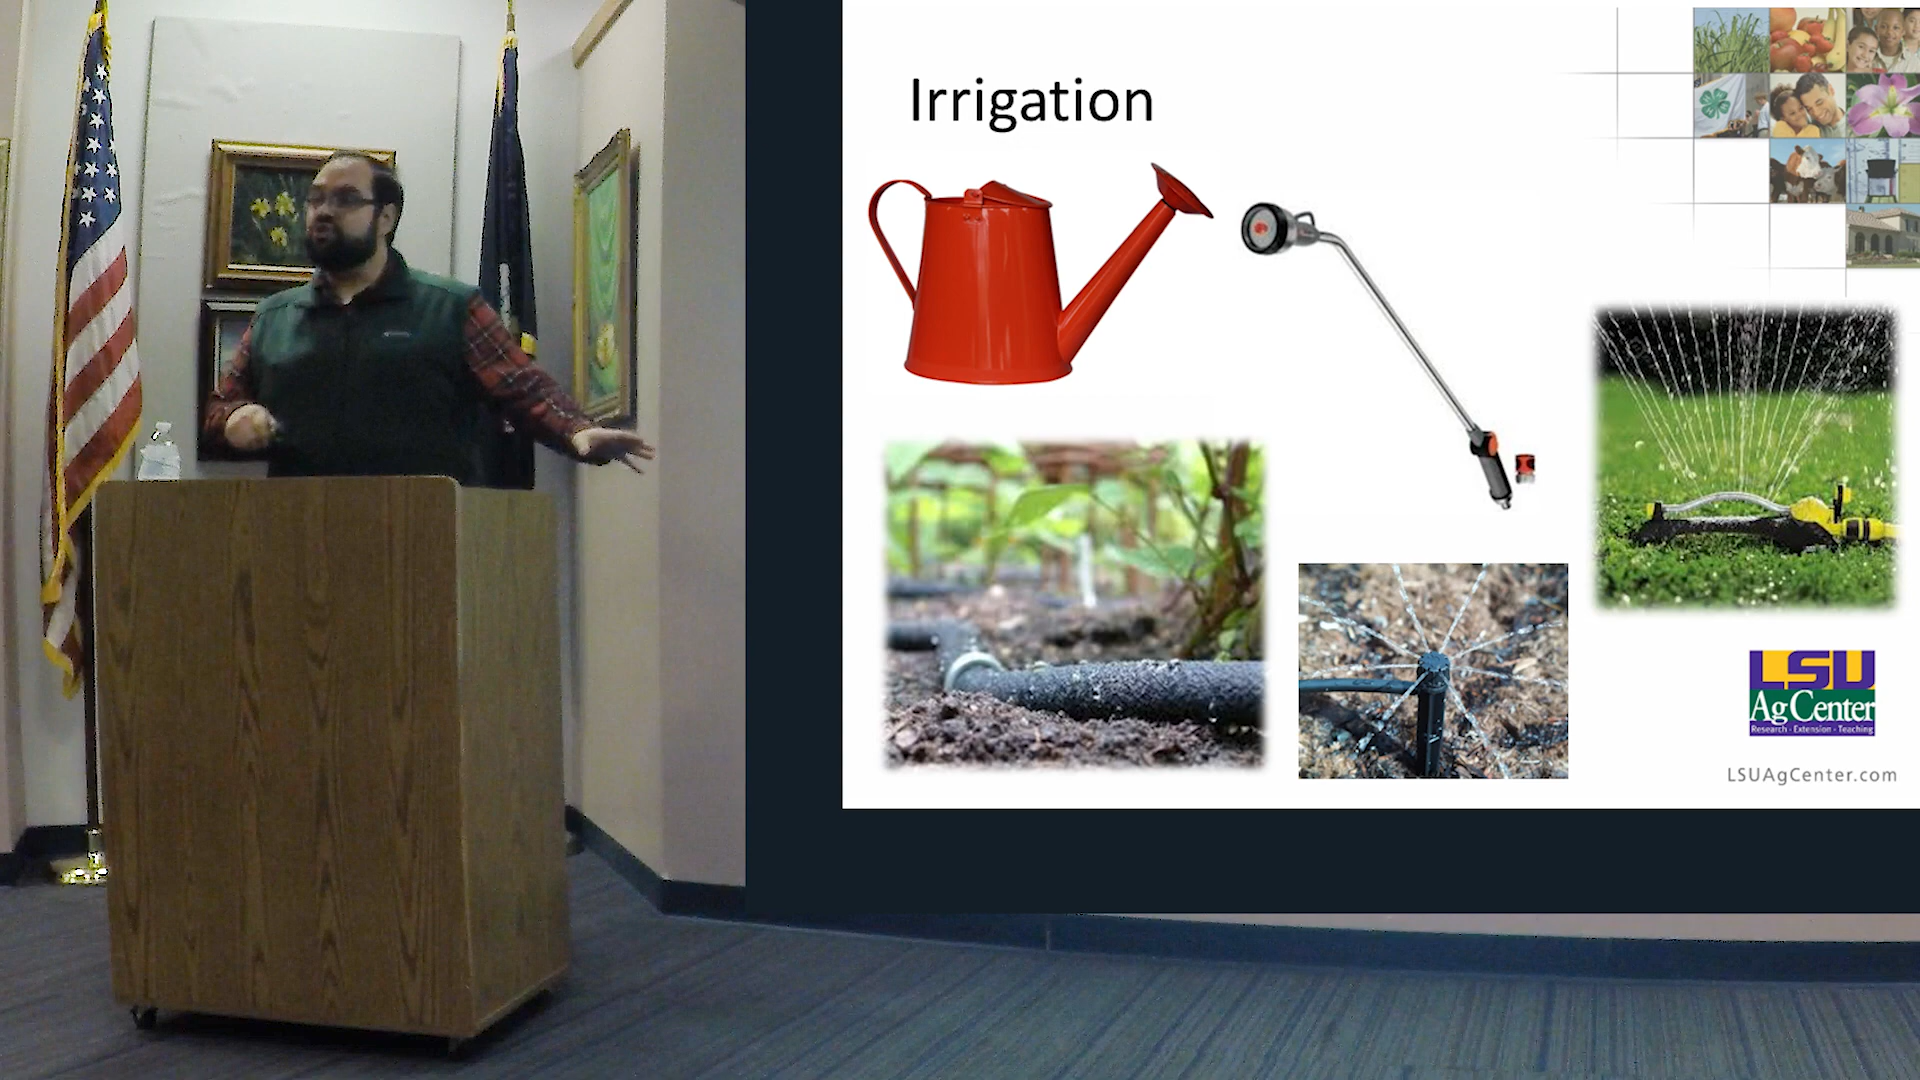 Irrigation
LSU
AgCenter
Research · Extension · Teaching
LSUAgCenter.com